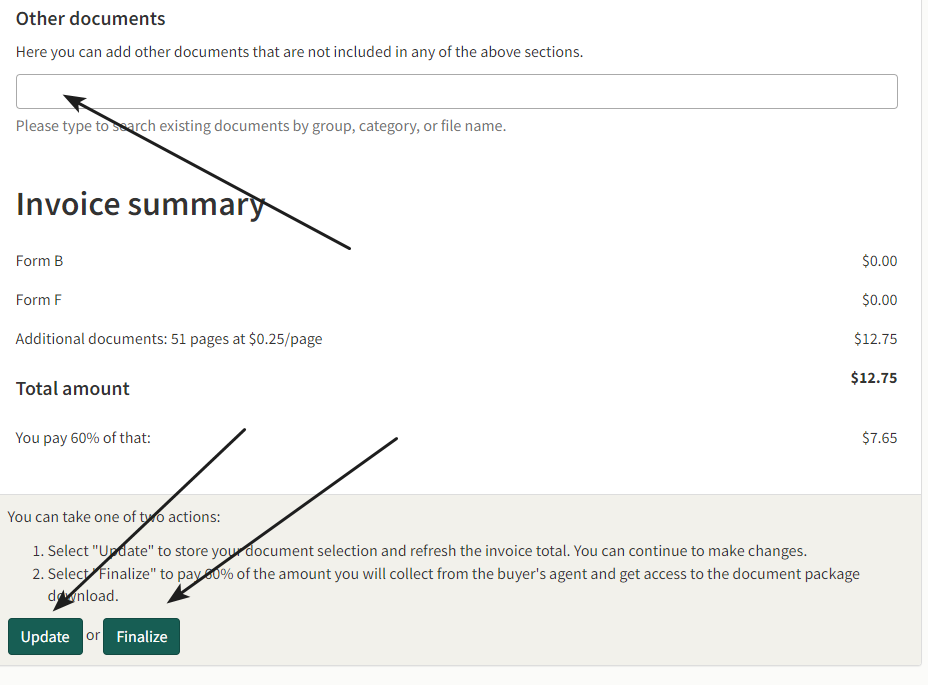 Other documents
Here you can add other documents that are not included in any of the above sections.
Please type to search existing documents by group, category, or file name.
Invoice summary
Form B $0.00
Form F $0.00
Additional documents: 51 pages at $0.25/page $12.75
Total amount $12.75
You pay 60% of that: $7.65
You can take one of two actions:
1. Select "Update" to store your document selection and refresh the invoice total. You can continue to make changes.
2. Select "Finalize" to pay 60% of the amount you will collect from the buyer's agent and get access to the document package
download.
Update or Finalize